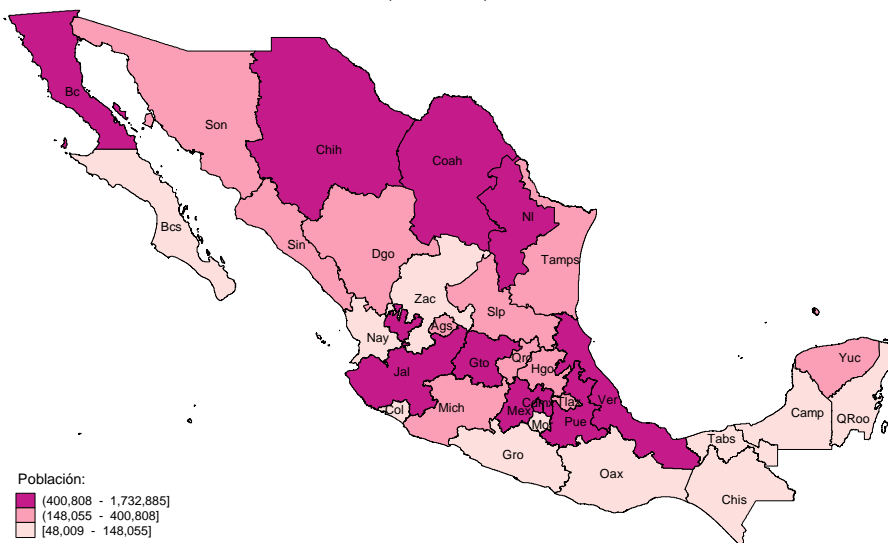 Bc
Son
Chih
Coah
Bcs
Nl
Sin
Dgo
Tamps
Zac
Slp
Nay
Ags
Yuc
Jal
Gto
Qro
Hgo
Col
Mich
Mex
Cdmx
Tlax
Ver
Mor
Pue
Camp
QRoo
Gro
Oax
Tabs
Chis
Población:
(400,808 - 1,732,885]
(148,055 - 400,808]
[48,009 - 148,055]